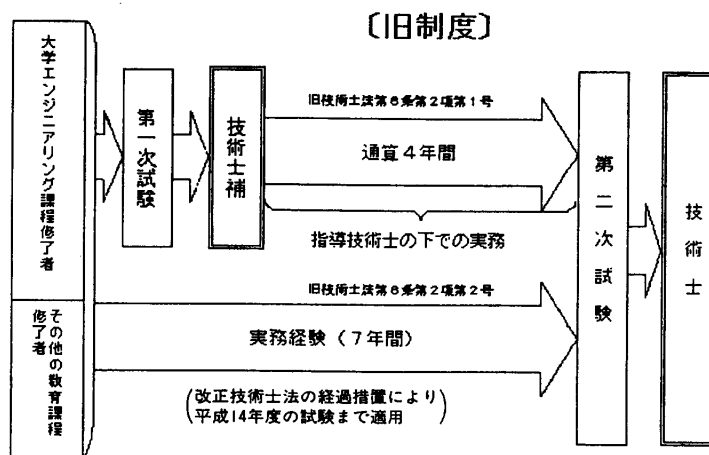 〔旧制度〕
大学エンジニアリング課程修了者
第一次試験
技術士補
旧技術士法第6条第2項第1号
通算4年間
指導技術士の下での実務
第二次試験
技術士
その他の教育課程
修了者
旧技術士法第6条第2項第2号
実務経験（7年間）
（改正技術士法の経過措置により
平成14年度の試験まで適用）